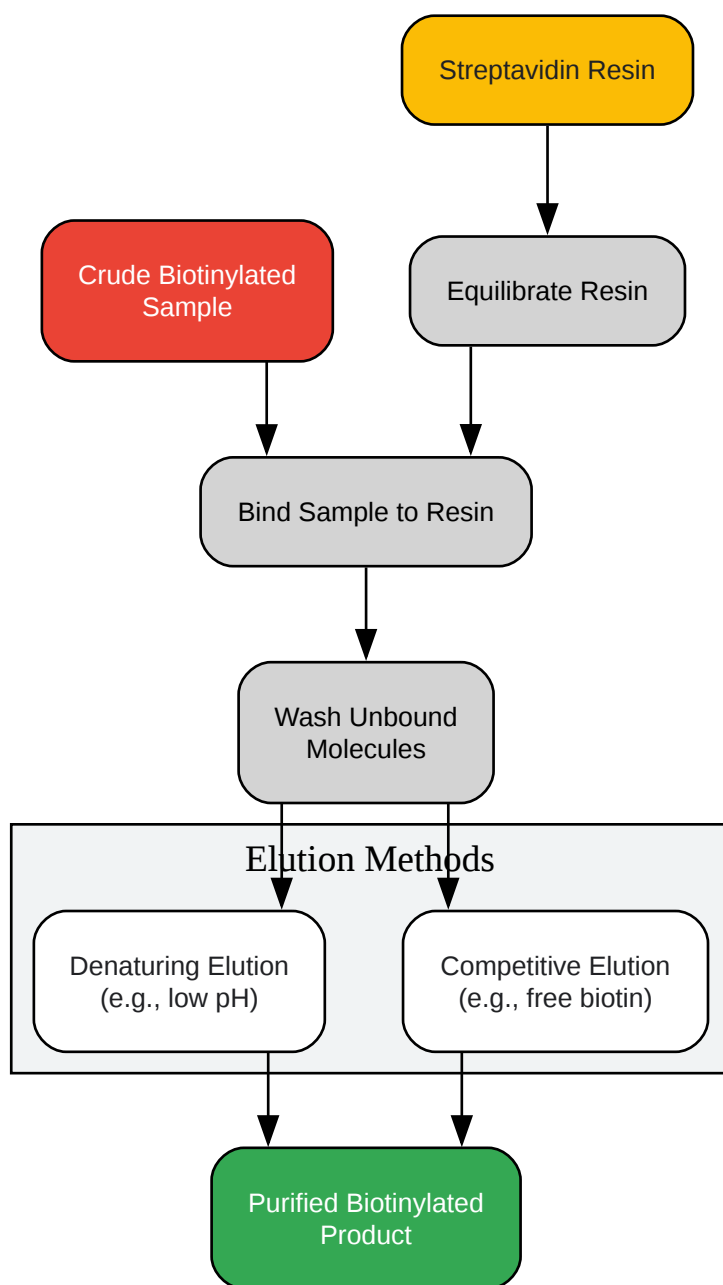 Streptavidin Resin
Crude Biotinylated
Sample
Equilibrate Resin
Bind Sample to Resin
Wash Unbound
Molecules
Elution Methods
Denaturing Elution
(e.g., low pH)
Competitive Elution
(e.g., free biotin)
Purified Biotinylated
Product